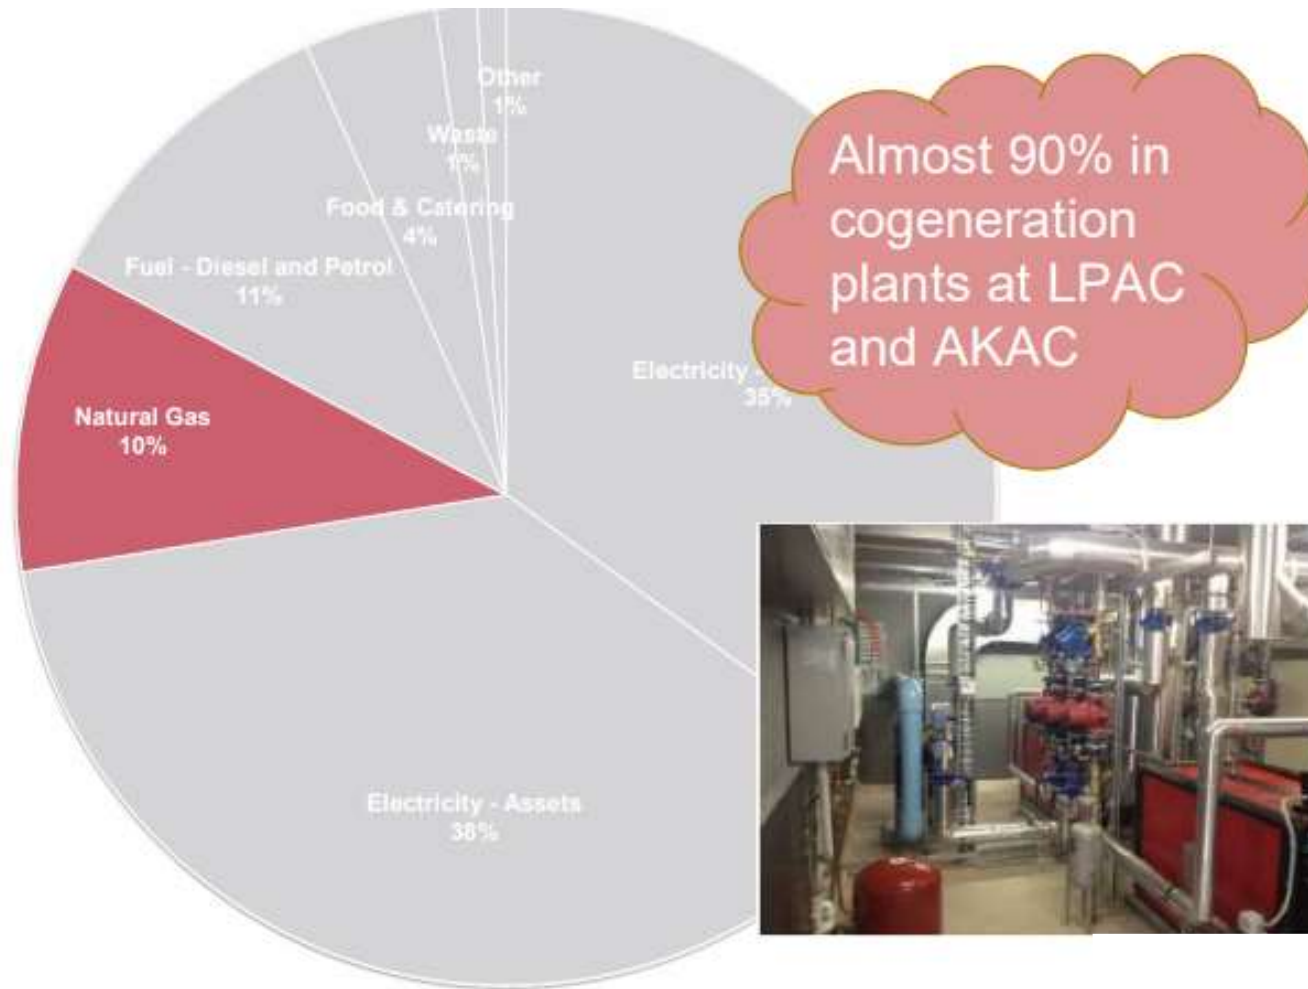 Other
1%
Waste
1%
Food & Catering
4%
Fuel - Diesel and Petrol
11%
Natural Gas
10%
Electricity -
35%
Electricity - Assets
38%
Almost 90% in
cogeneration
plants at LPAC
and AKAC